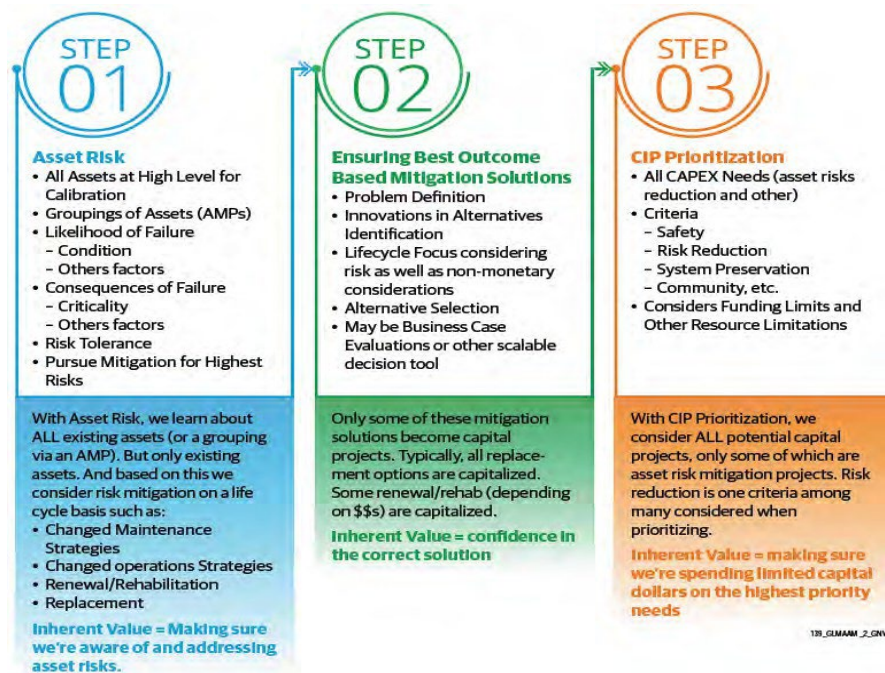 STEP
01
Asset Risk
• All Assets at High Level for
Calibration
• Groupings of Assets (AMPs)
• Likelihood of Failure
– Condition
– Others factors
• Consequences of Failure
– Criticality
– Others factors
• Risk Tolerance
• Pursue Mitigation for Highest
Risks
With Asset Risk, we learn about
ALL existing assets (or a grouping
via an AMP). But only existing
assets. And based on this we
consider risk mitigation on a life
cycle basis such as:
• Changed Maintenance
Strategies
• Changed operations Strategies
• Renewal/Rehabilitation
• Replacement
Inherent Value = Making sure
we're aware of and addressing
asset risks.
STEP
02
Ensuring Best Outcome
Based Mitigation Solutions
• Problem Definition
• Innovations in Alternatives
Identification
• Lifecycle Focus considering
risk as well as non-monetary
considerations
• Alternative Selection
• May be Business Case
Evaluations or other scalable
decision tool
Only some of these mitigation
solutions become capital
projects. Typically, all replace-
ment options are capitalized.
Some renewal/rehab (depending
on $$s) are capitalized.
Inherent Value = confidence in
the correct solution
STEP
03
CIP Prioritization
• All CAPEX Needs (asset risks
reduction and other)
• Criteria
– Safety
– Risk Reduction
– System Preservation
– Community, etc.
• Considers Funding Limits and
Other Resource Limitations
With CIP Prioritization, we
consider ALL potential capital
projects, only some of which are
asset risk mitigation projects. Risk
reduction is one criteria among
many considered when
prioritizing.
Inherent Value = making sure
we're spending limited capital
dollars on the highest priority
needs